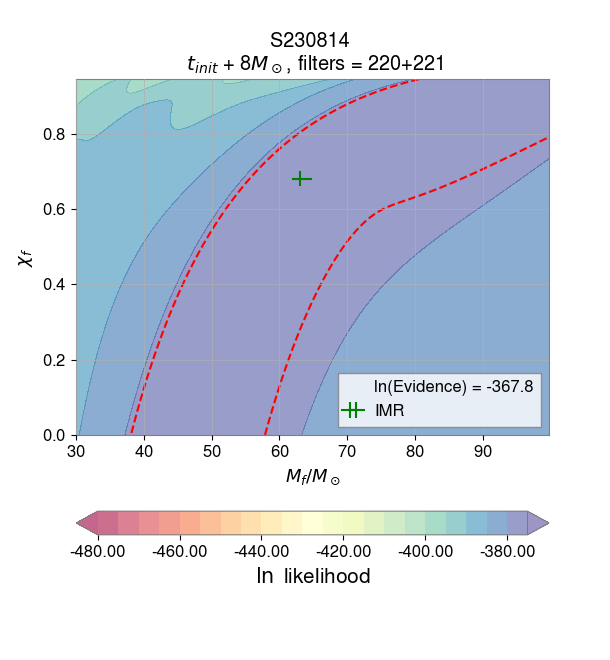 S230814
t_init + 8M_⊙, filters = 220+221
0.8
0.6
0.4
0.2
0.0
χ_f
30 40 50 60 70 80 90
M_f/M_⊙
ln(Evidence) = -367.8
IMR
-480.00 -460.00 -440.00 -420.00 -400.00 -380.00
ln likelihood